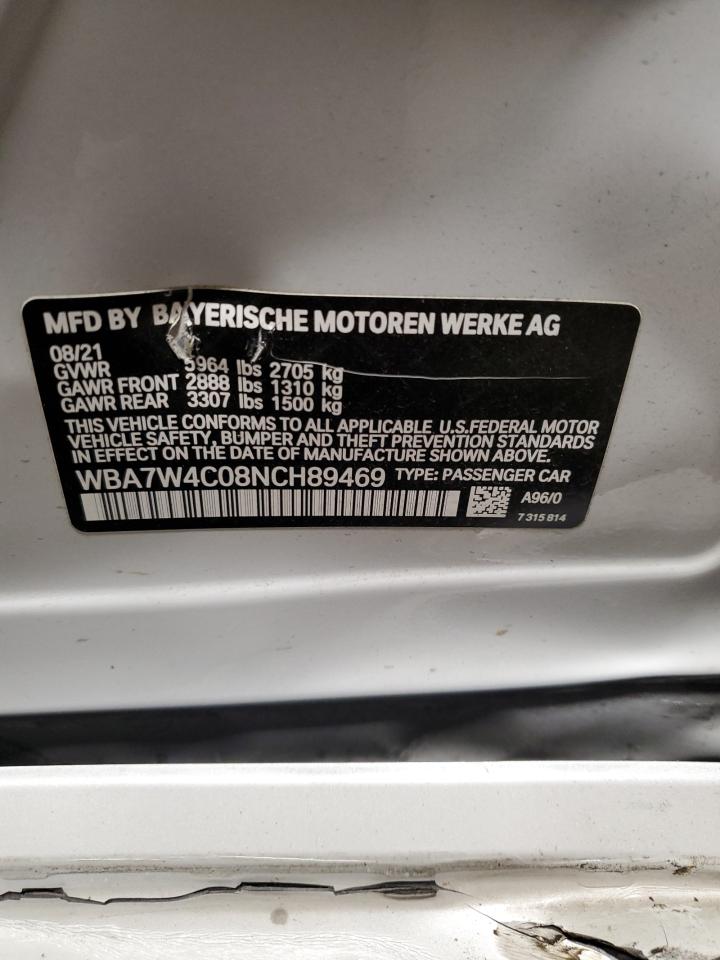 MFD BY BAYERISCHE MOTOREN WERKE AG
08/21
GVWR 5964 lbs 2705 kg
GAWR FRONT 2888 lbs 1310 kg
GAWR REAR 3307 lbs 1500 kg
THIS VEHICLE CONFORMS TO ALL APPLICABLE U.S.FEDERAL MOTOR
VEHICLE SAFETY, BUMPER AND THEFT PREVENTION STANDARDS
IN EFFECT ON THE DATE OF MANUFACTURE SHOWN ABOVE.
WBA7W4C08NCH89469 TYPE: PASSENGER CAR
A96/0
7 315 814